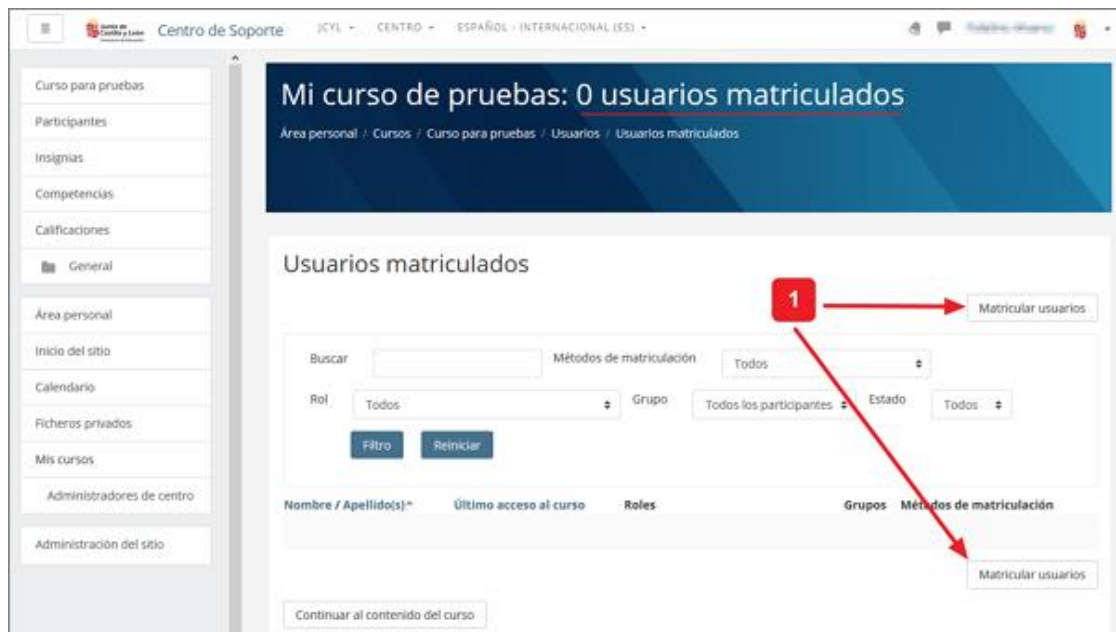 Junta de
Castilla y León
Centro de Soporte
JCYL
CENTRO
ESPAÑOL - INTERNACIONAL (ES)
Curso para pruebas
Participantes
Insignias
Competencias
Calificaciones
General
Área personal
Inicio del sitio
Calendario
Ficheros privados
Mis cursos
Administradores de centro
Administración del sitio
Mi curso de pruebas: 0 usuarios matriculados
Área personal / Cursos / Curso para pruebas / Usuarios / Usuarios matriculados
Usuarios matriculados
1
Matricular usuarios
Buscar
Métodos de matriculación
Todos
Rol
Todos
Grupo
Todos los participantes
Estado
Todos
Filtro
Reiniciar
Nombre / Apellido(s)
Último acceso al curso
Roles
Grupos
Métodos de matriculación
Matricular usuarios
Continuar al contenido del curso